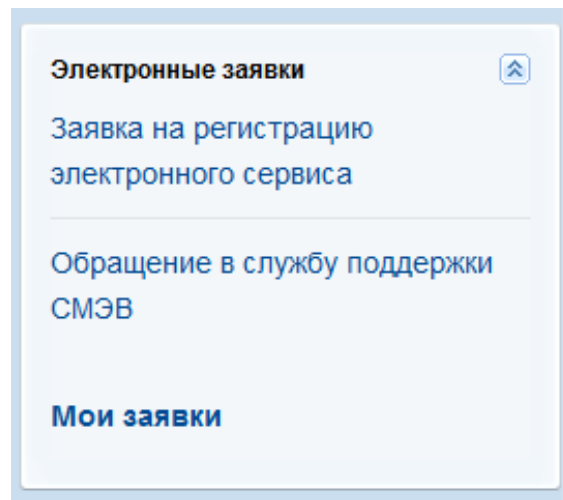 Электронные заявки
Заявка на регистрацию
электронного сервиса
Обращение в службу поддержки
СМЭВ
Мои заявки